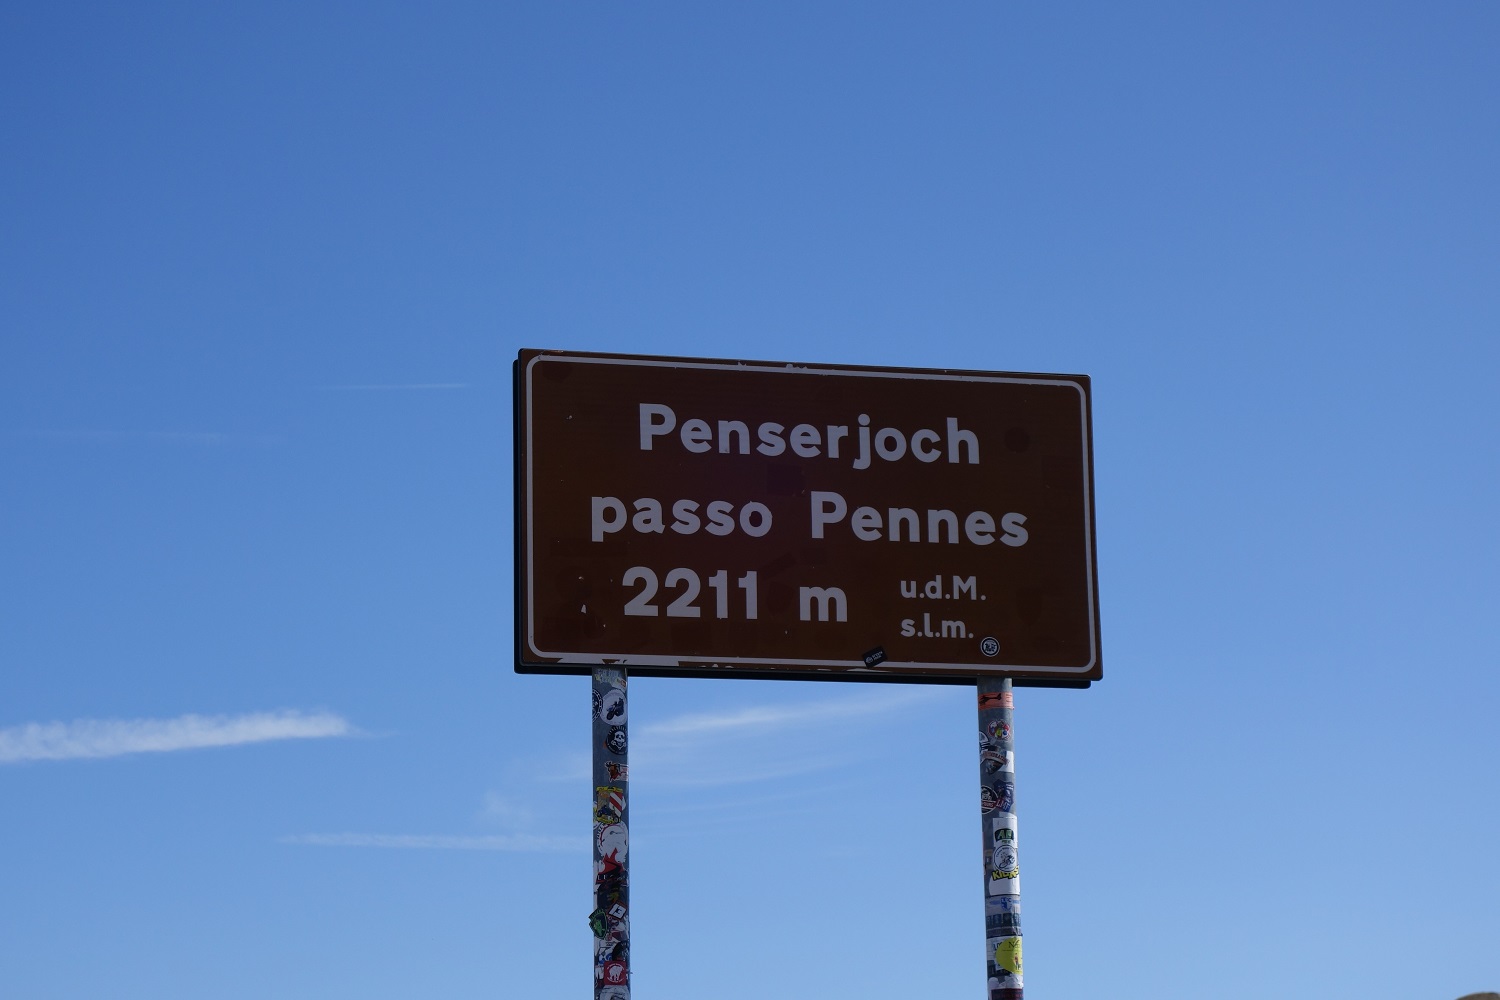 Penserjoch
passo Pennes
2211 m u.d.M.
s.l.m.